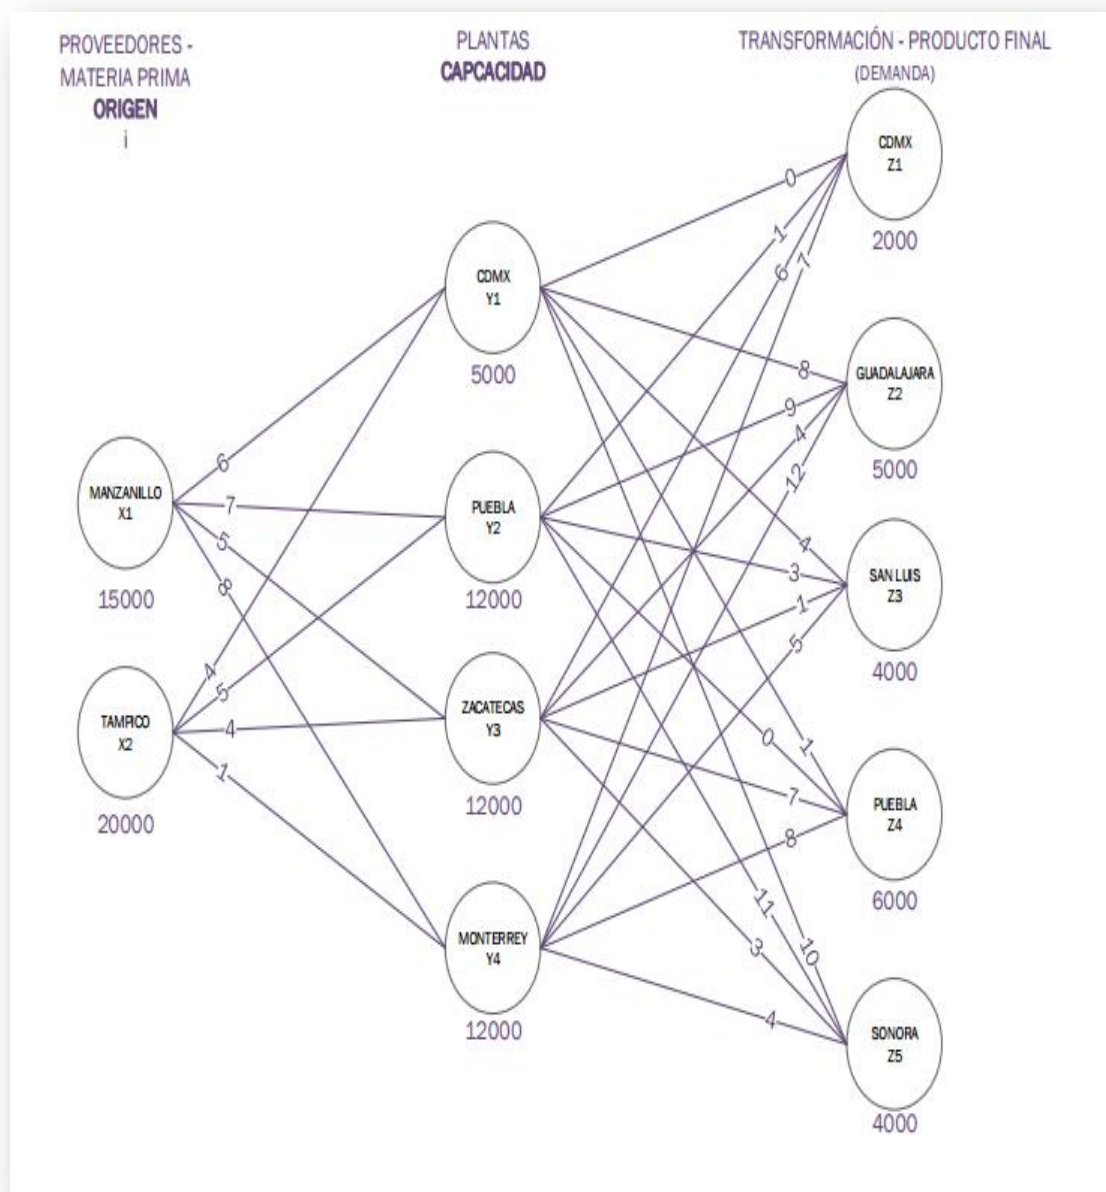 PROVEEDORES -
MATERIA PRIMA
ORIGEN
i
PLANTAS
CAPCACIDAD
TRANSFORMACIÓN - PRODUCTO FINAL
(DEMANDA)
CDMX
Z1
2000
0
1
6
7
CDMX
Y1
5000
GUADALAJARA
Z2
5000
8
9
4
12
MANZANILLO
X1
15000
6
7
5
8
PUEBLA
Y2
12000
SAN LUIS
Z3
4000
4
3
1
5
TAMPICO
X2
20000
4
5
4
1
ZACATECAS
Y3
12000
PUEBLA
Z4
6000
1
0
7
8
MONTERREY
Y4
12000
SONORA
Z5
4000
11
10
3
4